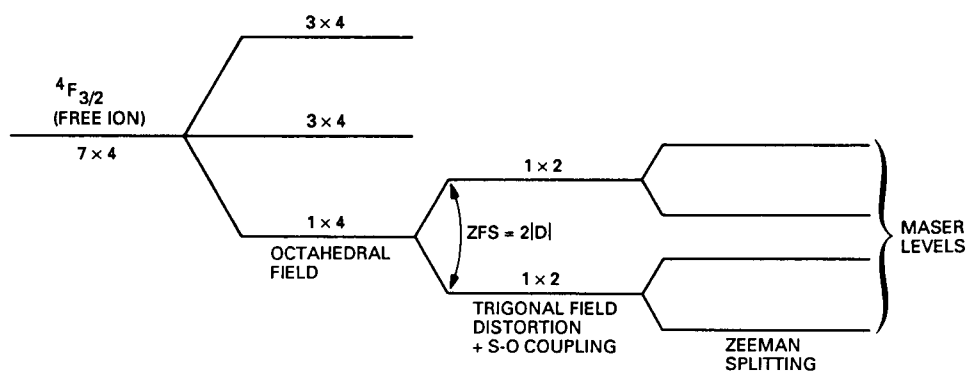 3 × 4
⁴F₃/₂
(FREE ION)
7 × 4
3 × 4
1 × 4
OCTAHEDRAL
FIELD
1 × 2
ZFS = 2|D|
1 × 2
TRIGONAL FIELD
DISTORTION
+ S-O COUPLING
ZEEMAN
SPLITTING
MASER
LEVELS